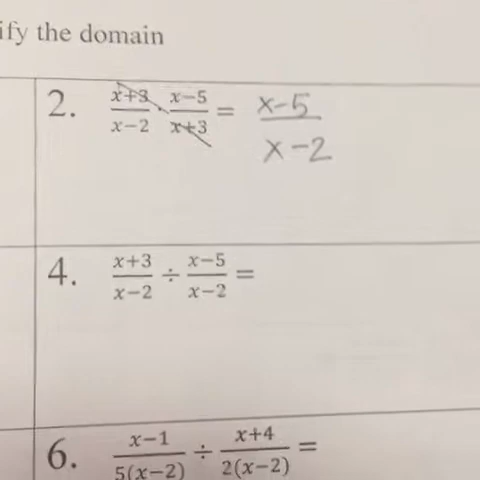 ify the domain
2. x+3/x−2 · x−5/x+3 = x-5/x-2
4. x+3/x−2 ÷ x−5/x−2 =
6. x−1/5(x−2) ÷ x+4/2(x−2) =